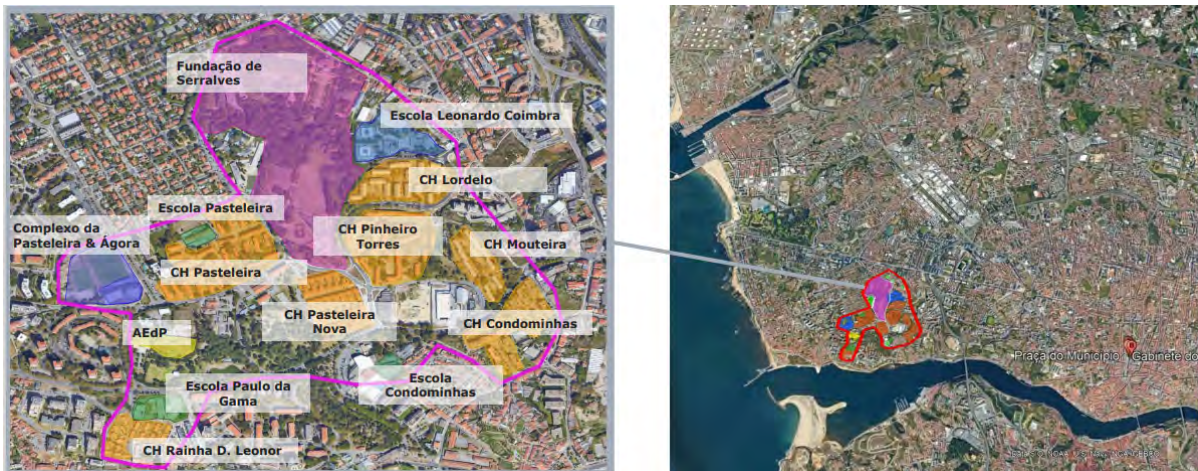 Fundação de
Serralves
Escola Leonardo Coimbra
CH Lordelo
Escola Pasteleira
Complexo da
Pasteleira & Ágora
CH Pinheiro
Torres
CH Mouteira
CH Pasteleira
CH Pasteleira
Nova
CH Condominhas
AEdP
Escola Paulo da
Gama
Escola
Condominhas
CH Rainha D. Leonor
Praça do Município
Gabinete do